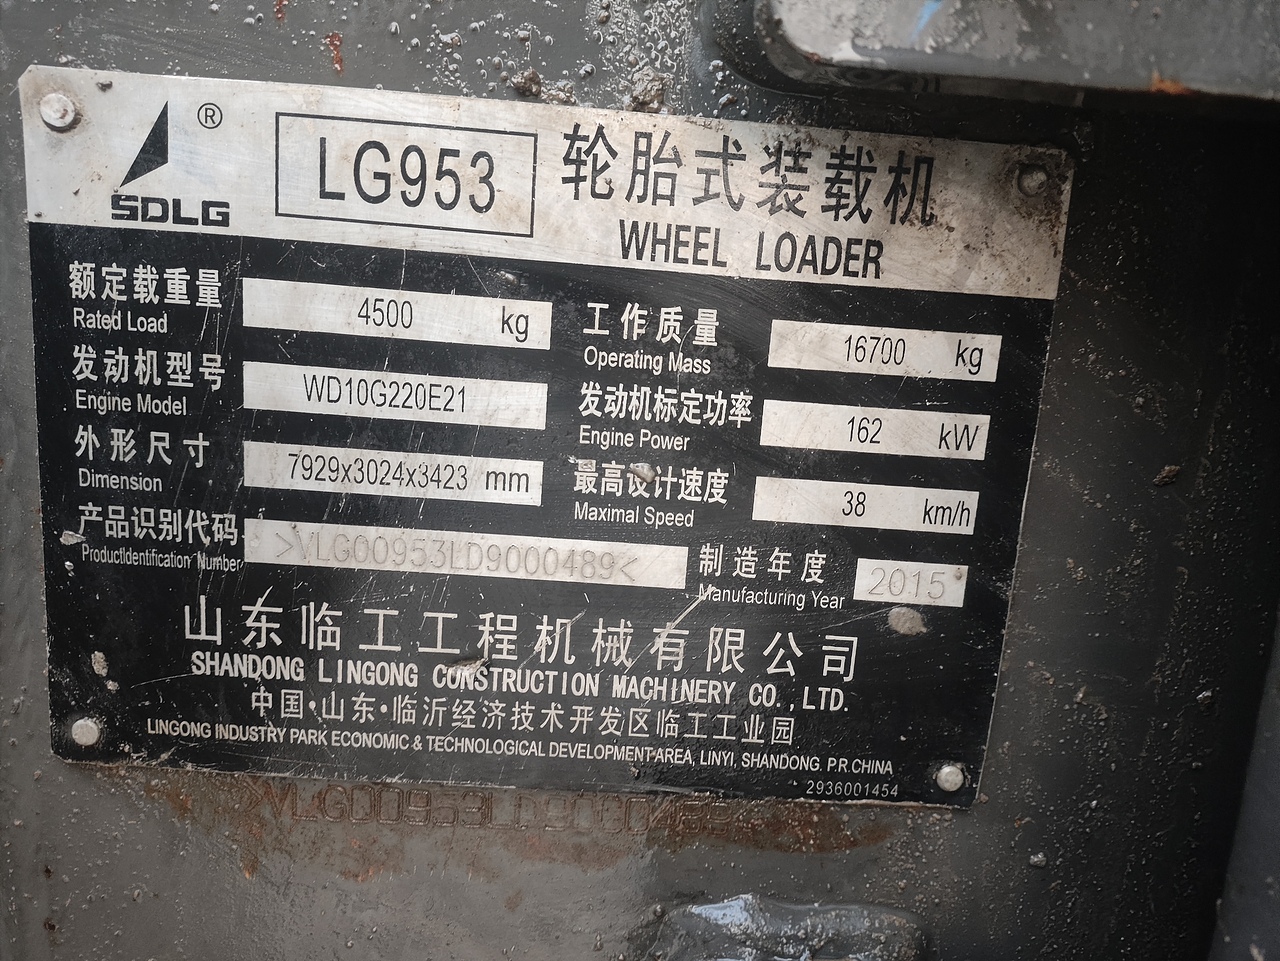 ®
SDLG
LG953
轮胎式装载机
WHEEL LOADER
额定载重量
Rated Load
4500 kg
工作质量
Operating Mass
16700 kg
发动机型号
Engine Model
WD10G220E21
发动机标定功率
Engine Power
162 kW
外形尺寸
Dimension
7929x3024x3423 mm
最高设计速度
Maximal Speed
38 km/h
产品识别代码
ProductIdentification Number
>VLG00953LD9000489<
制造年度
Manufacturing Year
2015
山东临工工程机械有限公司
SHANDONG LINGONG CONSTRUCTION MACHINERY CO.,LTD.
中国·山东·临沂经济技术开发区临工工业园
LINGONG INDUSTRY PARK ECONOMIC & TECHNOLOGICAL DEVELOPMENT AREA, LINYI, SHANDONG. P.R.CHINA
2936001454
>VLG00953LD9000489